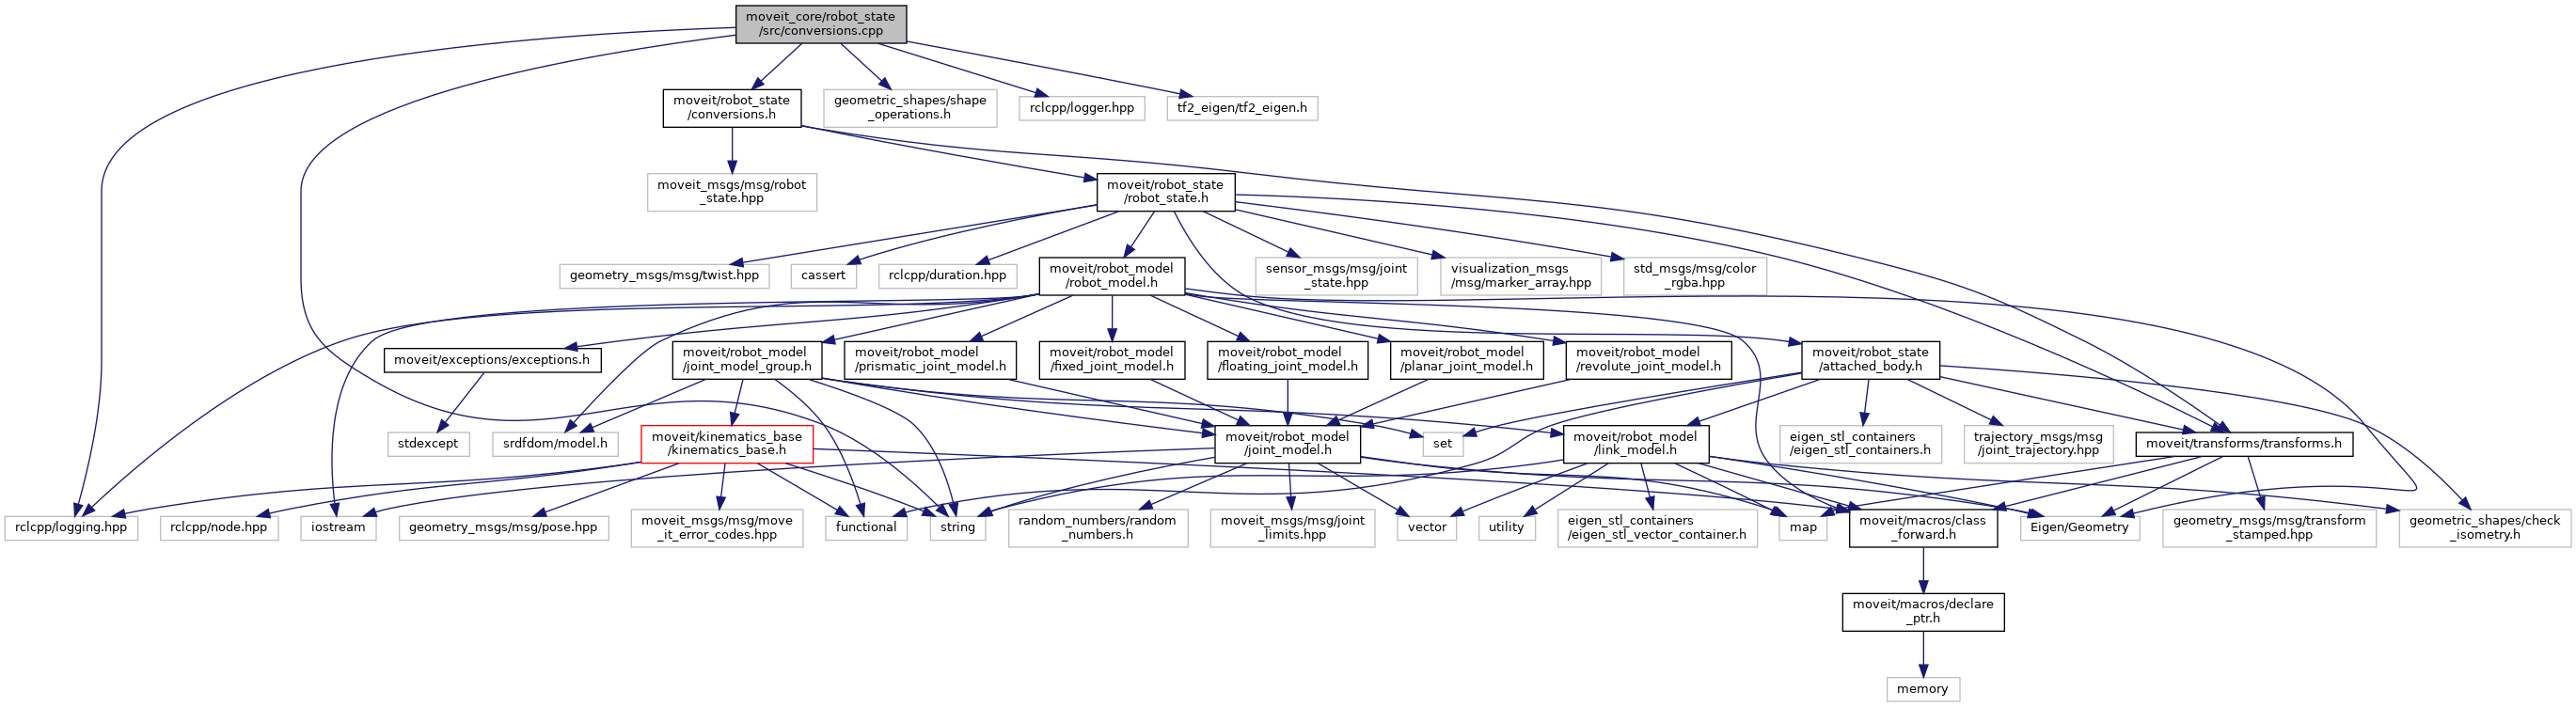 moveit_core/robot_state
/src/conversions.cpp
moveit/robot_state
/conversions.h
geometric_shapes/shape
_operations.h
rclcpp/logger.hpp
tf2_eigen/tf2_eigen.h
moveit_msgs/msg/robot
_state.hpp
moveit/robot_state
/robot_state.h
geometry_msgs/msg/twist.hpp
cassert
rclcpp/duration.hpp
moveit/robot_model
/robot_model.h
sensor_msgs/msg/joint
_state.hpp
visualization_msgs
/msg/marker_array.hpp
std_msgs/msg/color
_rgba.hpp
moveit/exceptions/exceptions.h
moveit/robot_model
/joint_model_group.h
moveit/robot_model
/prismatic_joint_model.h
moveit/robot_model
/fixed_joint_model.h
moveit/robot_model
/floating_joint_model.h
moveit/robot_model
/planar_joint_model.h
moveit/robot_model
/revolute_joint_model.h
moveit/robot_state
/attached_body.h
stdexcept
srdfdom/model.h
moveit/kinematics_base
/kinematics_base.h
moveit/robot_model
/joint_model.h
set
moveit/robot_model
/link_model.h
eigen_stl_containers
/eigen_stl_containers.h
trajectory_msgs/msg
/joint_trajectory.hpp
moveit/transforms/transforms.h
rclcpp/logging.hpp
rclcpp/node.hpp
iostream
geometry_msgs/msg/pose.hpp
moveit_msgs/msg/move
_it_error_codes.hpp
functional
string
random_numbers/random
_numbers.h
moveit_msgs/msg/joint
_limits.hpp
vector
utility
eigen_stl_containers
/eigen_stl_vector_container.h
map
moveit/macros/class
_forward.h
Eigen/Geometry
geometry_msgs/msg/transform
_stamped.hpp
geometric_shapes/check
_isometry.h
moveit/macros/declare
_ptr.h
memory